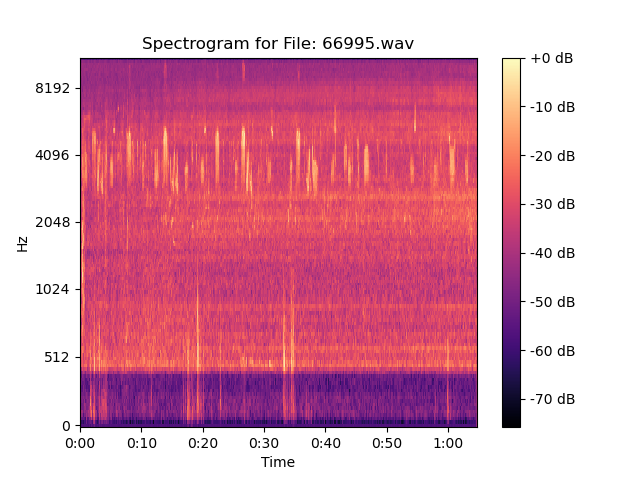 Spectrogram for File: 66995.wav
8192
4096
2048
1024
512
0
Hz
0:00 0:10 0:20 0:30 0:40 0:50 1:00
Time
+0 dB
-10 dB
-20 dB
-30 dB
-40 dB
-50 dB
-60 dB
-70 dB